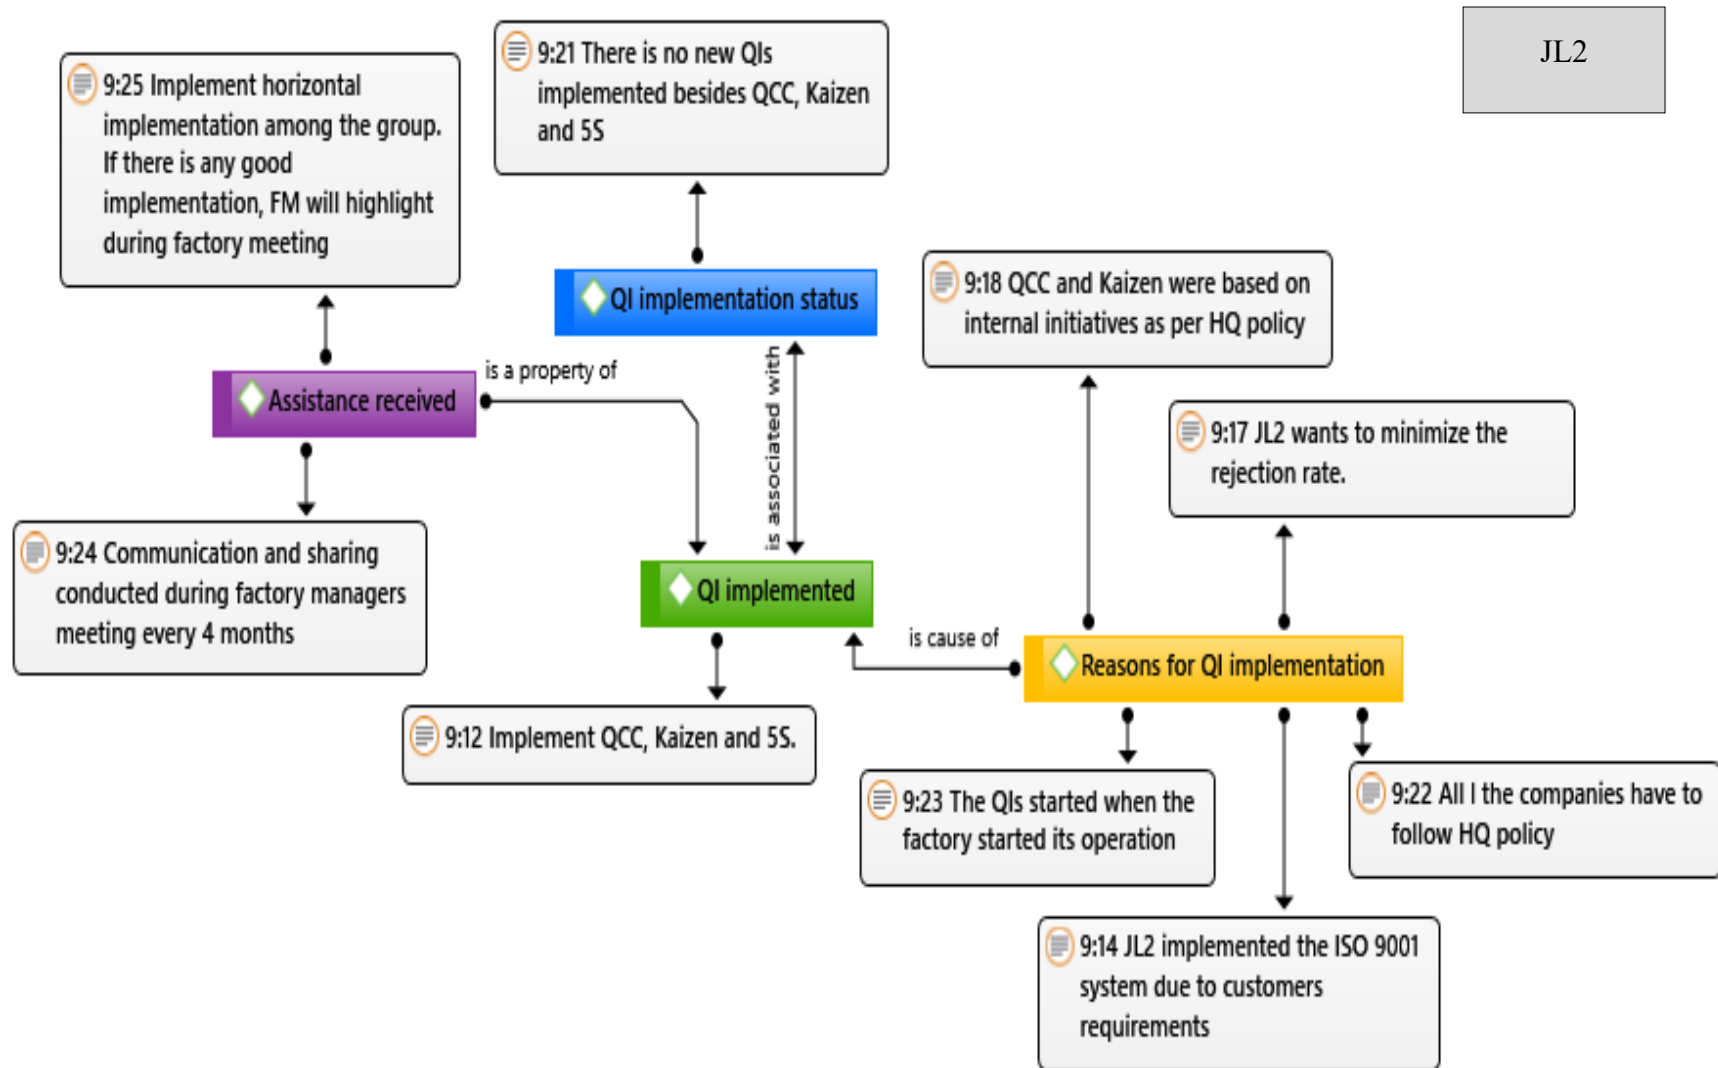 JL2
9:21 There is no new QIs
implemented besides QCC, Kaizen
and 5S
9:25 Implement horizontal
implementation among the group.
If there is any good
implementation, FM will highlight
during factory meeting
QI implementation status
9:18 QCC and Kaizen were based on
internal initiatives as per HQ policy
is a property of
Assistance received
is associated with
9:17 JL2 wants to minimize the
rejection rate.
9:24 Communication and sharing
conducted during factory managers
meeting every 4 months
QI implemented
is cause of
Reasons for QI implementation
9:12 Implement QCC, Kaizen and 5S.
9:23 The QIs started when the
factory started its operation
9:22 All I the companies have to
follow HQ policy
9:14 JL2 implemented the ISO 9001
system due to customers
requirements